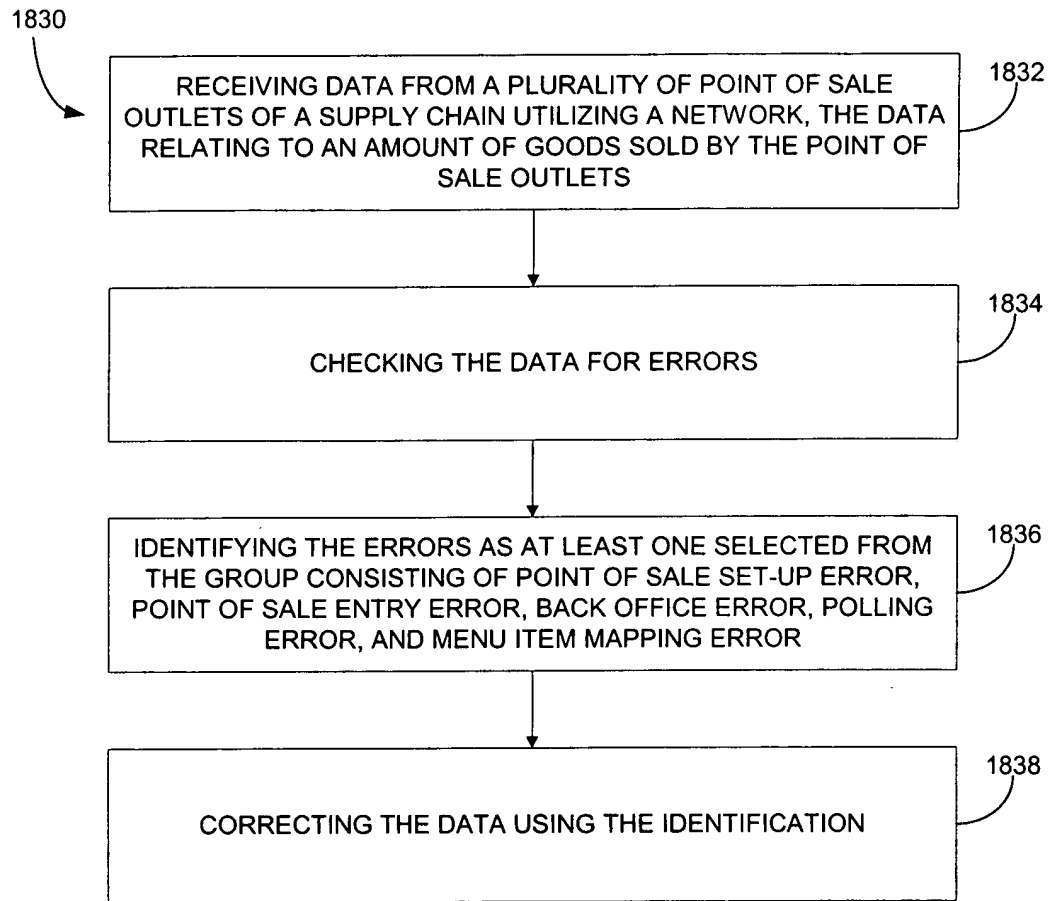 1830
RECEIVING DATA FROM A PLURALITY OF POINT OF SALE
OUTLETS OF A SUPPLY CHAIN UTILIZING A NETWORK, THE DATA
RELATING TO AN AMOUNT OF GOODS SOLD BY THE POINT OF
SALE OUTLETS
1832
CHECKING THE DATA FOR ERRORS
1834
IDENTIFYING THE ERRORS AS AT LEAST ONE SELECTED FROM
THE GROUP CONSISTING OF POINT OF SALE SET-UP ERROR,
POINT OF SALE ENTRY ERROR, BACK OFFICE ERROR, POLLING
ERROR, AND MENU ITEM MAPPING ERROR
1836
CORRECTING THE DATA USING THE IDENTIFICATION
1838